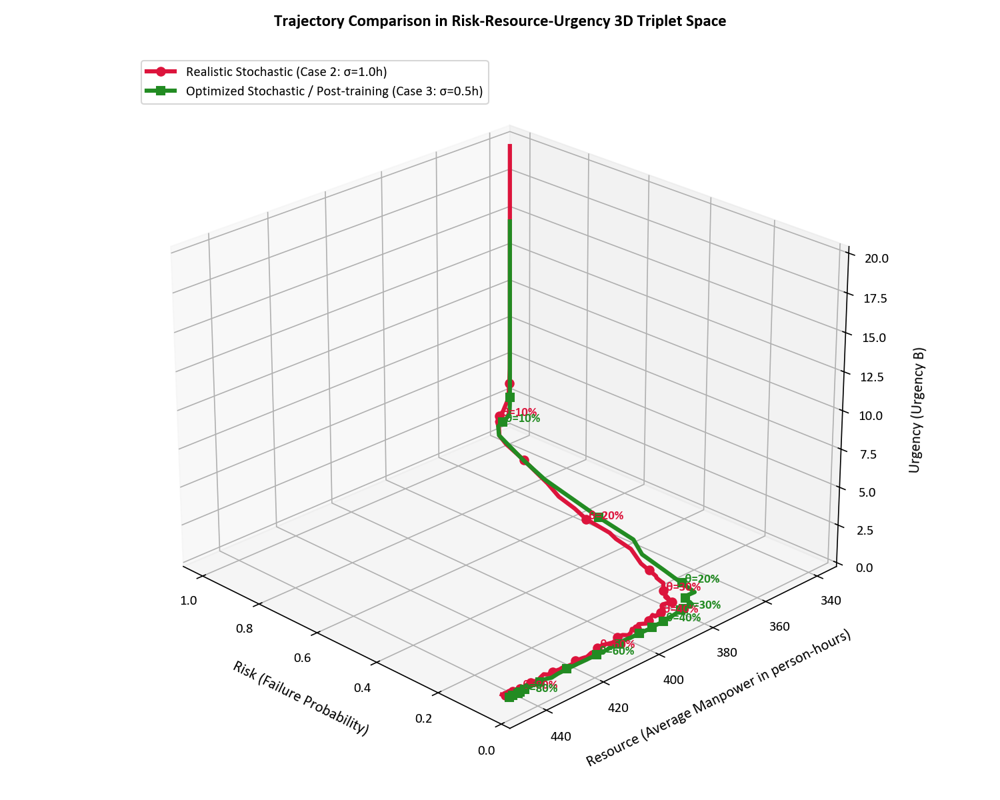 Trajectory Comparison in Risk-Resource-Urgency 3D Triplet Space
Realistic Stochastic (Case 2: σ=1.0h)
Optimized Stochastic / Post-training (Case 3: σ=0.5h)
20.0
17.5
15.0
12.5
10.0
7.5
5.0
2.5
0.0
Urgency (Urgency B)
θ=10%
θ=10%
θ=20%
θ=20%
θ=30%
θ=30%
θ=40%
θ=40%
θ=60%
θ=60%
θ=80%
θ=80%
1.0
0.8
0.6
0.4
0.2
0.0
Risk (Failure Probability)
340
360
380
400
420
440
Resource (Average Manpower in person-hours)